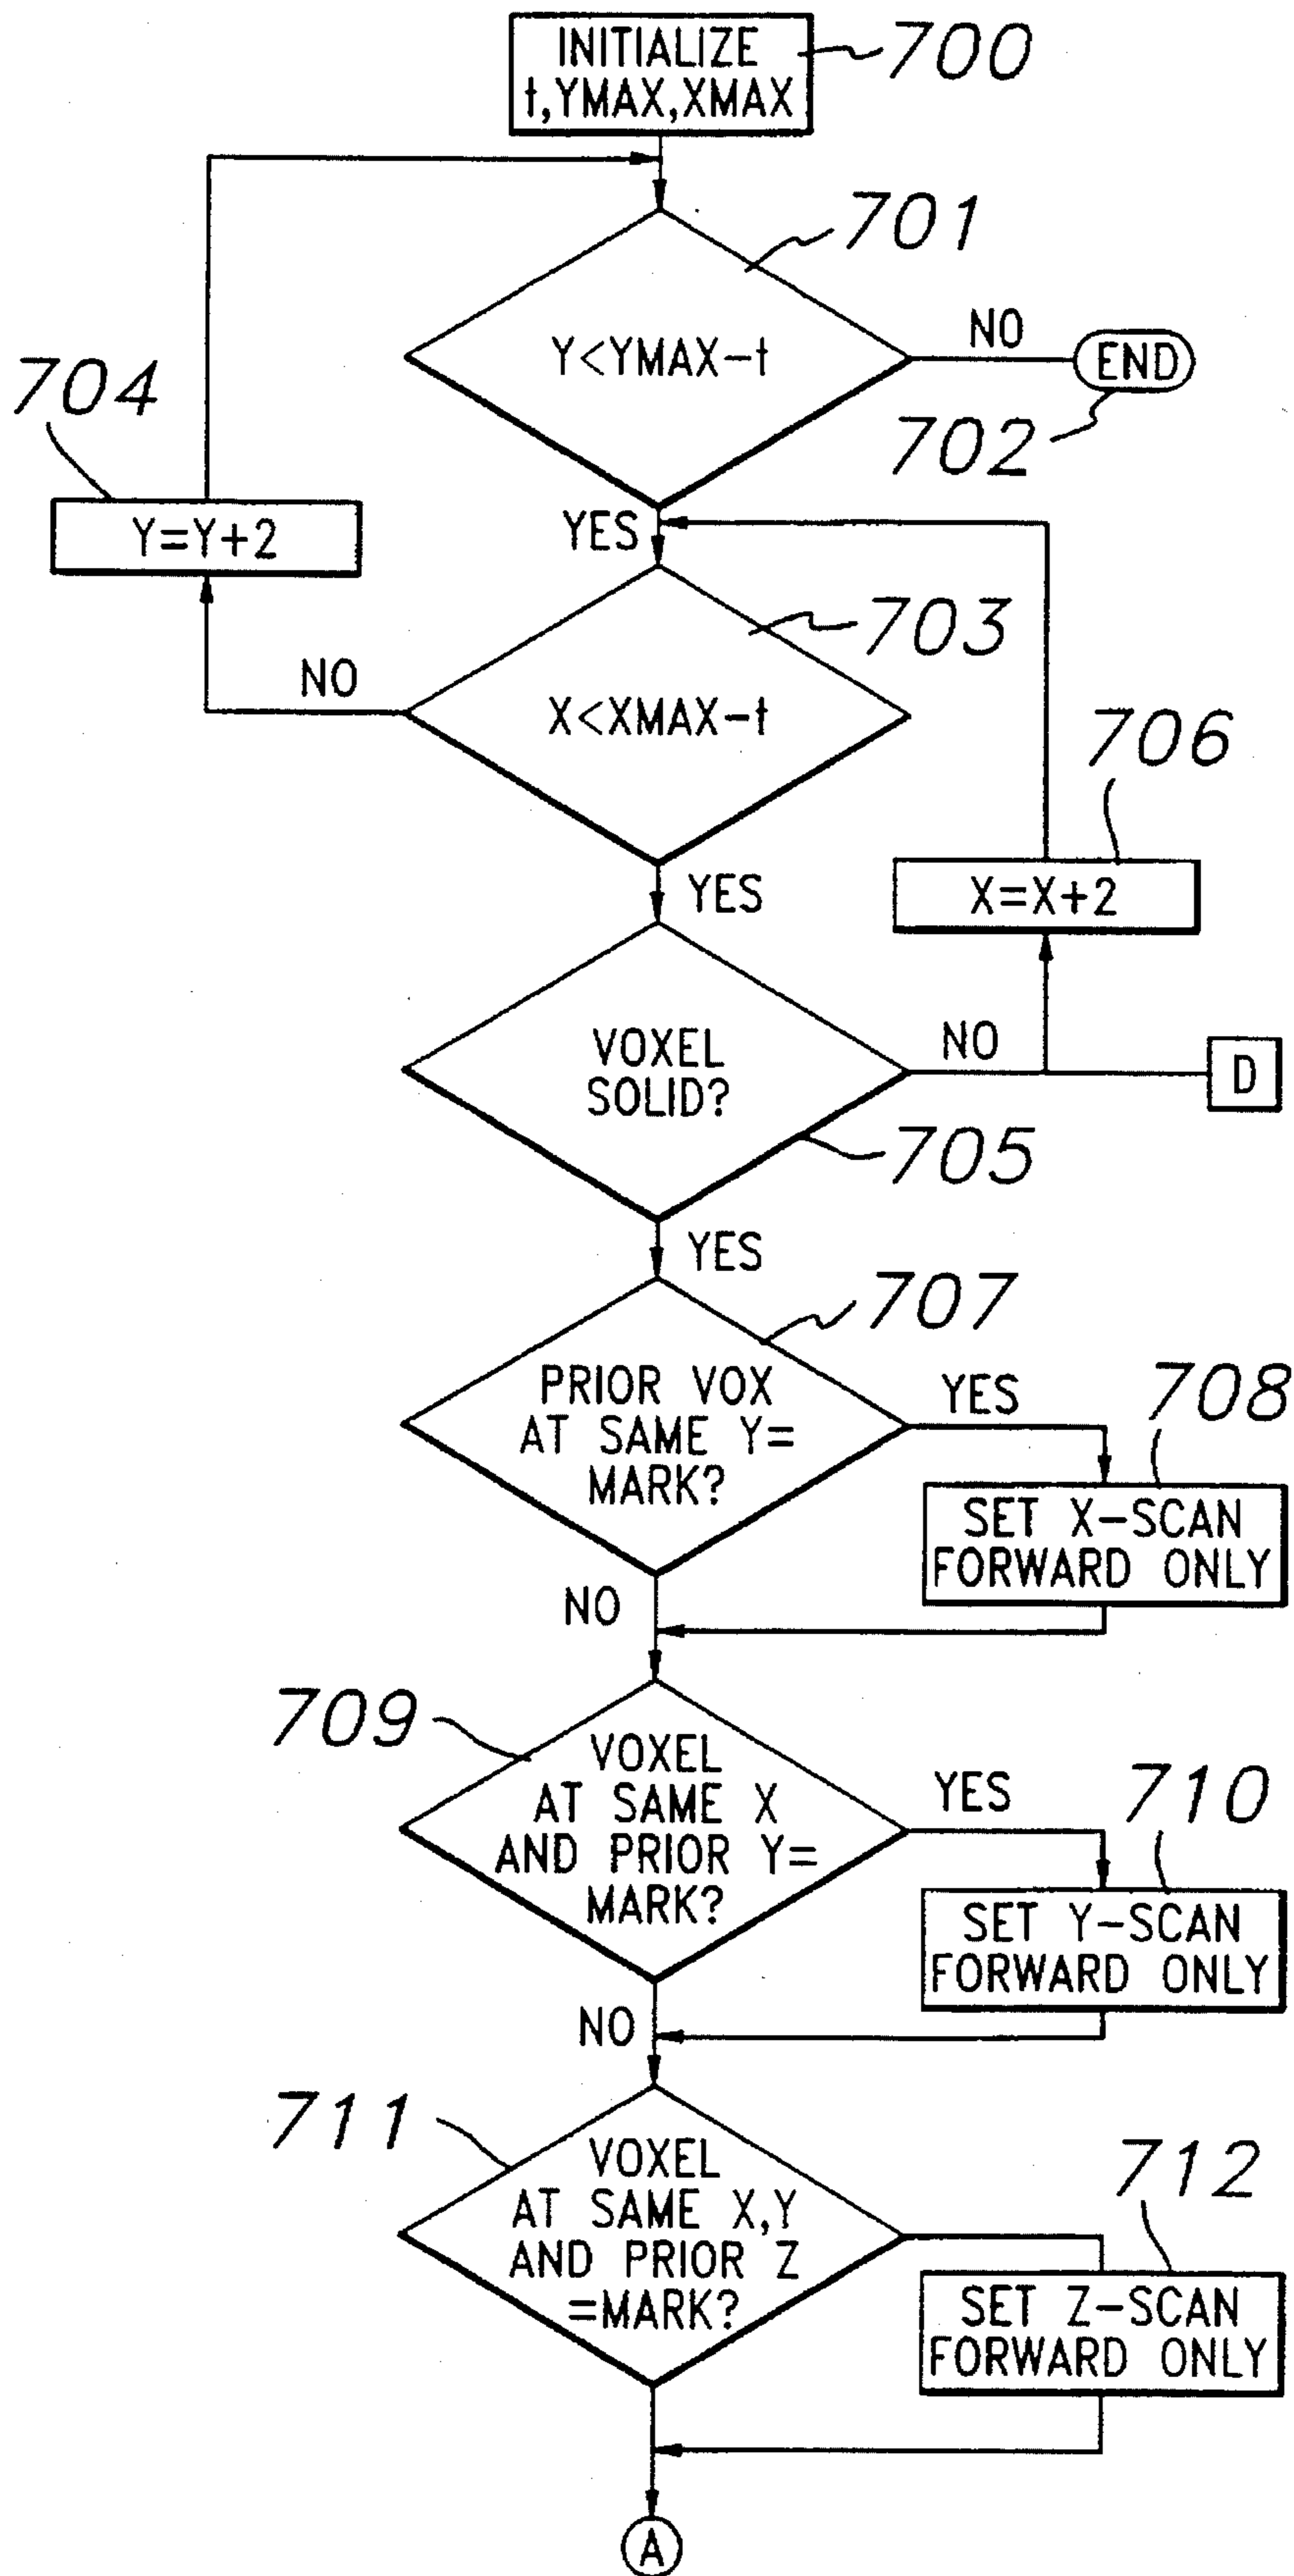 INITIALIZE
t,YMAX,XMAX
700
701
Y<YMAX-t
NO
END
702
704
Y=Y+2
YES
703
NO
X<XMAX-t
706
X=X+2
YES
VOXEL
SOLID?
NO
D
705
YES
707
PRIOR VOX
AT SAME Y=
MARK?
YES
708
SET X-SCAN
FORWARD ONLY
NO
709
VOXEL
AT SAME X
AND PRIOR Y=
MARK?
YES
710
SET Y-SCAN
FORWARD ONLY
NO
711
VOXEL
AT SAME X,Y
AND PRIOR Z
=MARK?
712
SET Z-SCAN
FORWARD ONLY
A